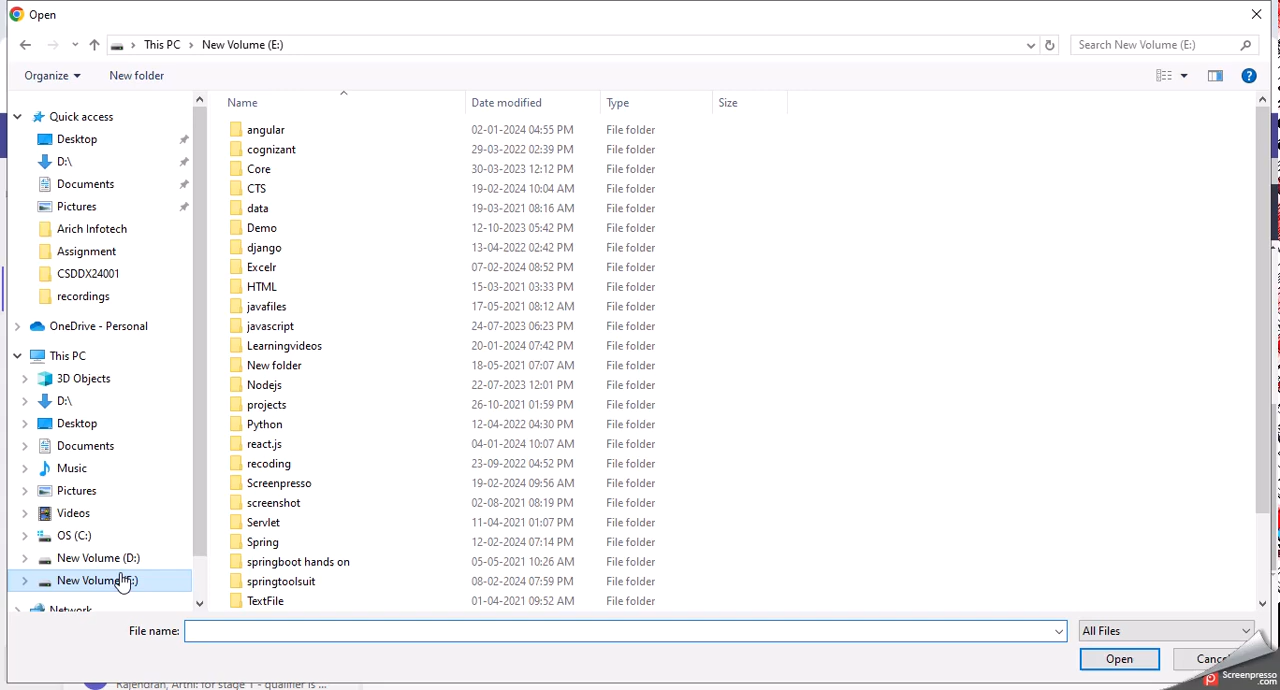 Open
This PC > New Volume (E:)
Search New Volume (E:)
Organize
New folder
Name
Date modified
Type
Size
Quick access
Desktop
D:\
Documents
Pictures
Arich Infotech
Assignment
CSDDX24001
recordings
OneDrive - Personal
This PC
3D Objects
D:\
Desktop
Documents
Music
Pictures
Videos
OS (C:)
New Volume (D:)
New Volume
Network
angular 02-01-2024 04:55 PM File folder
cognizant 29-03-2022 02:39 PM File folder
Core 30-03-2023 12:12 PM File folder
CTS 19-02-2024 10:04 AM File folder
data 19-03-2021 08:16 AM File folder
Demo 12-10-2023 05:42 PM File folder
django 13-04-2022 02:42 PM File folder
Excelr 07-02-2024 08:52 PM File folder
HTML 15-03-2021 03:33 PM File folder
javafiles 17-05-2021 08:12 AM File folder
javascript 24-07-2023 06:23 PM File folder
Learningvideos 20-01-2024 07:42 PM File folder
New folder 18-05-2021 07:07 AM File folder
Nodejs 22-07-2023 12:01 PM File folder
projects 26-10-2021 01:59 PM File folder
Python 12-04-2022 04:30 PM File folder
react.js 04-01-2024 10:07 AM File folder
recoding 23-09-2022 04:52 PM File folder
Screenpresso 19-02-2024 09:56 AM File folder
screenshot 02-08-2021 08:19 PM File folder
Servlet 11-04-2021 01:07 PM File folder
Spring 12-02-2024 07:14 PM File folder
springboot hands on 05-05-2021 10:26 AM File folder
springtoolsuit 08-02-2024 07:59 PM File folder
TextFile 01-04-2021 09:52 AM File folder
File name:
All Files
Open
Cancel
Rajendran, Arthi: for stage 1 - qualifier is ...
Screenpresso
.com